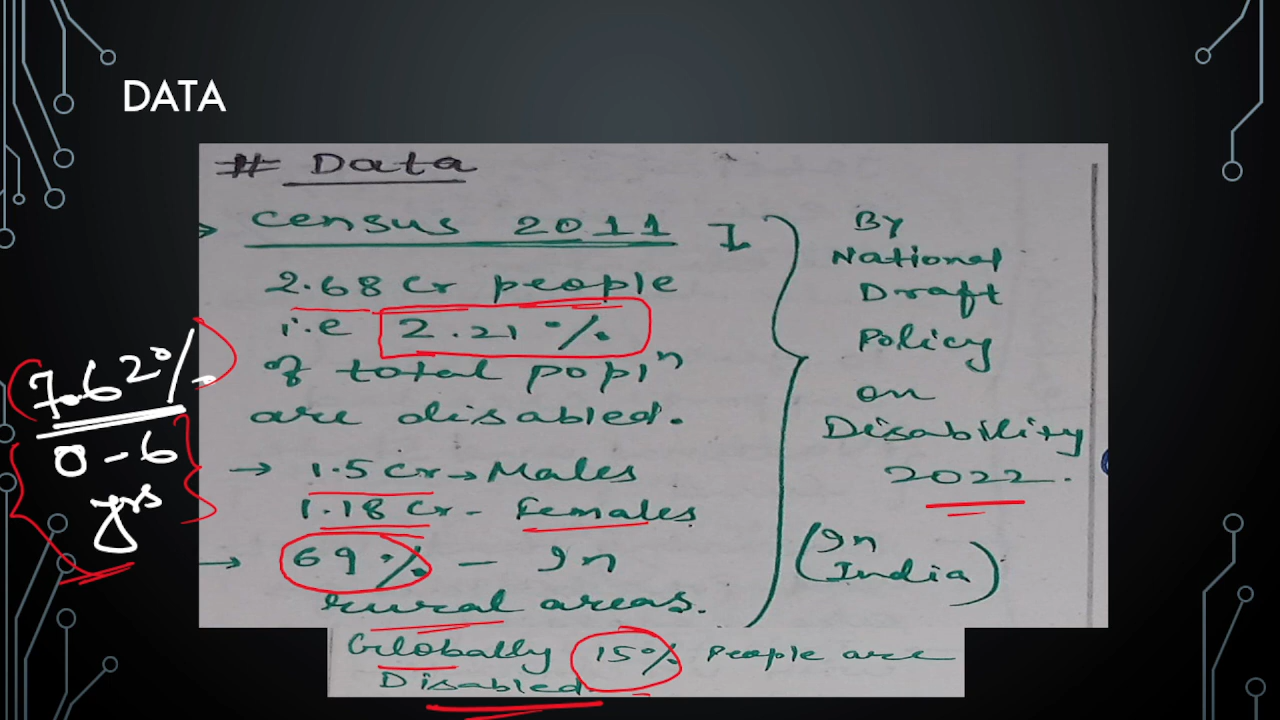 DATA
# Data
→ Census 2011 I
2.68 Cr people
i.e 2.21 %
of total popln
are disabled.
→ 1.5 Cr → Males
1.18 Cr - Females
→ 69 % - In
rural areas.
Globally 15% People are
Disabled.
By
National
Draft
Policy
on
Disability
2022.
(In
India)
7.62%
0-6
yrs